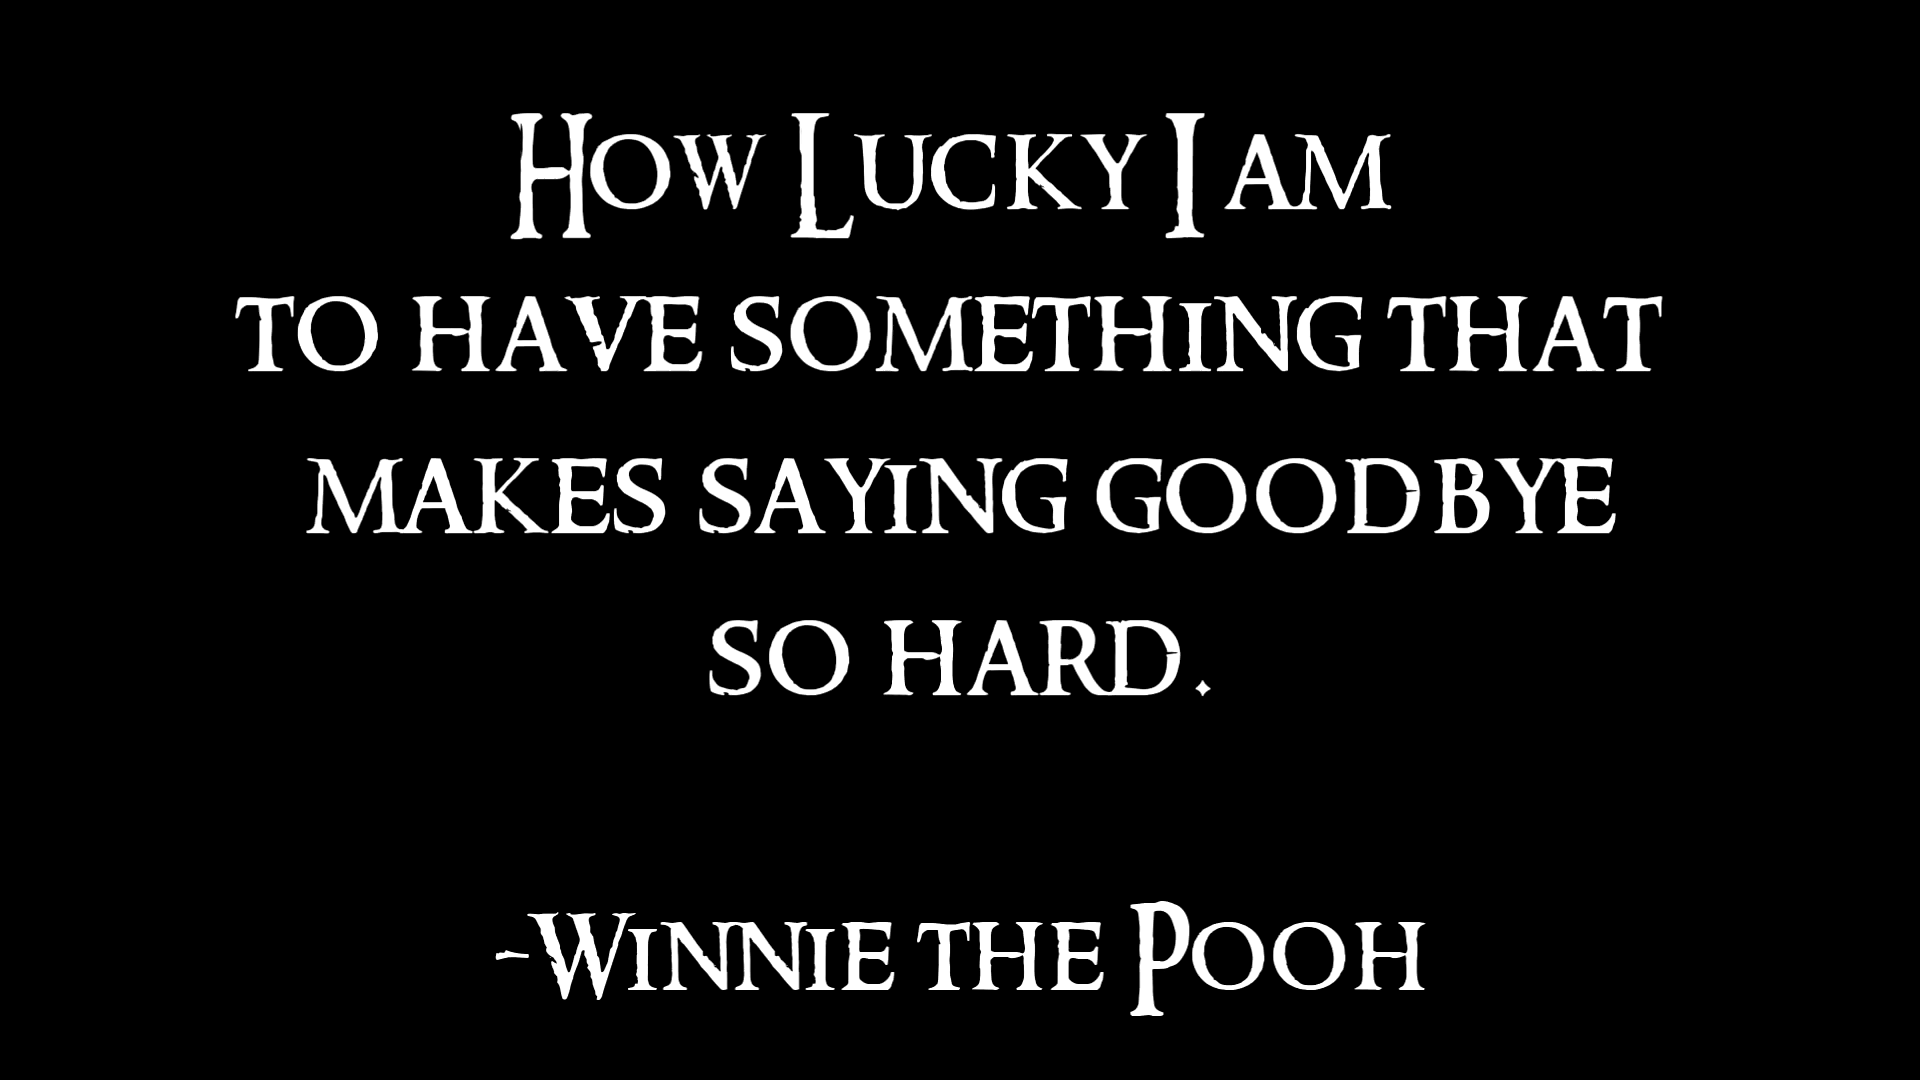 How Lucky I am
to have something that
makes saying goodbye
so hard.
-Winnie the Pooh